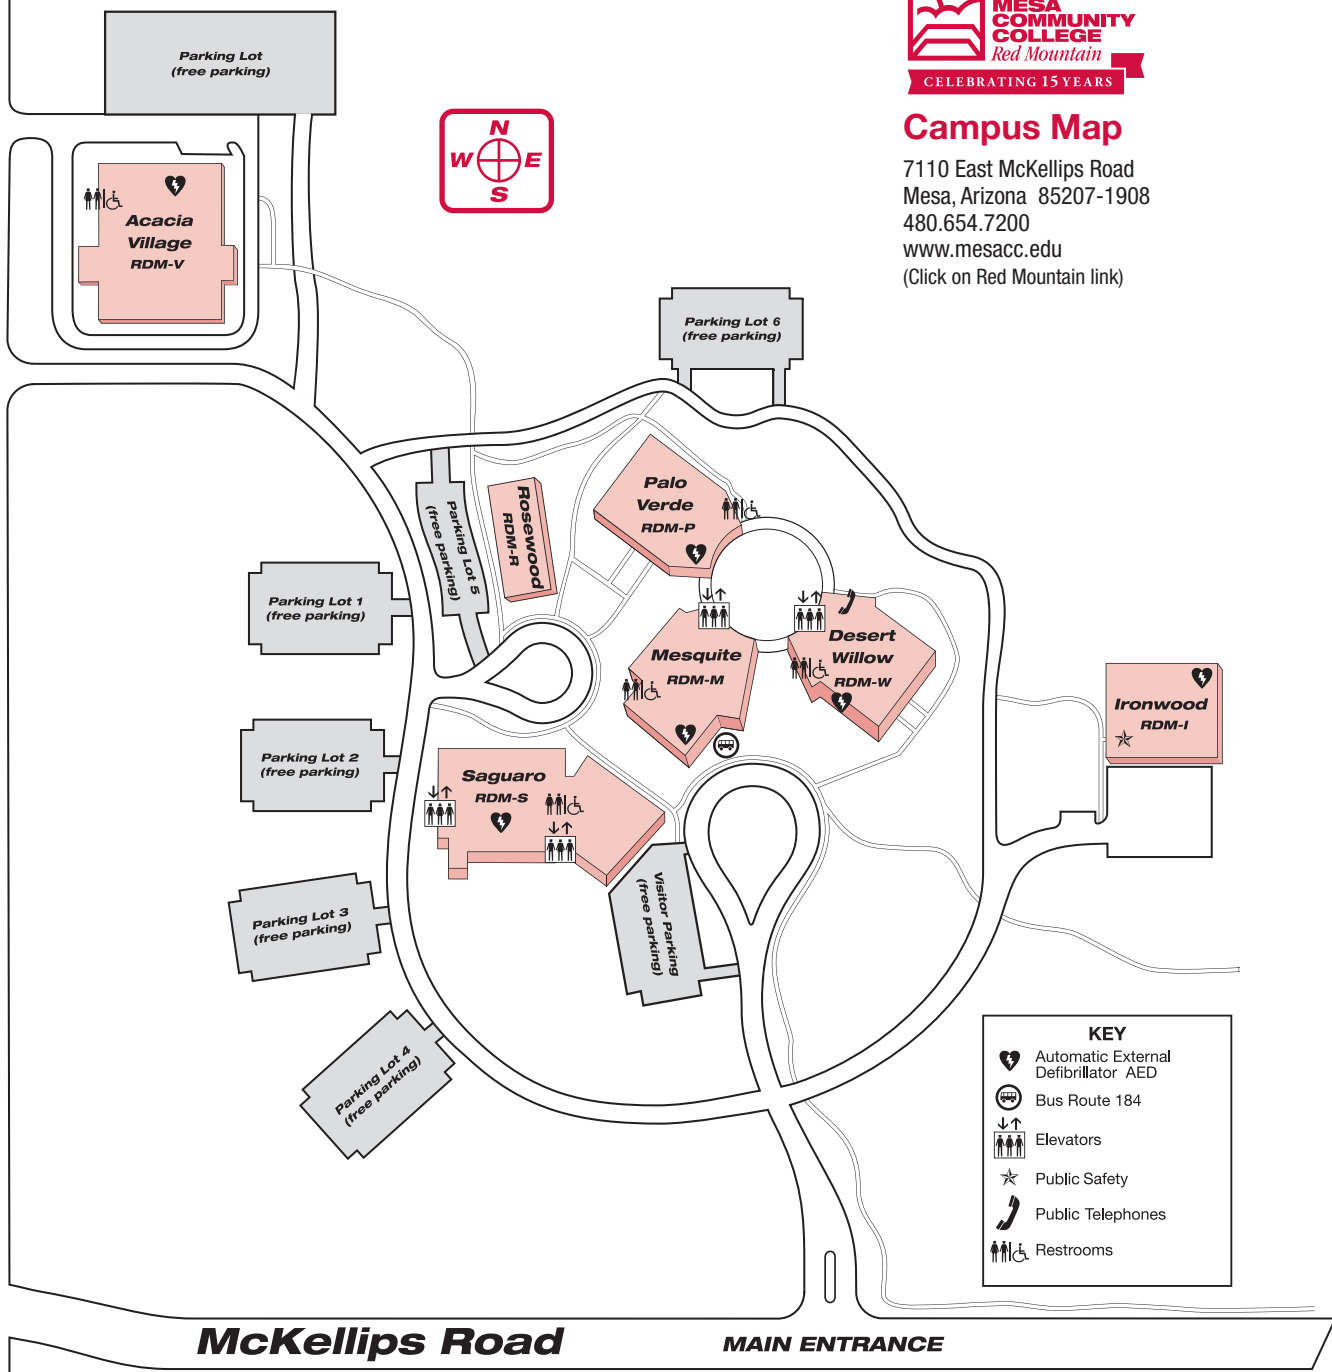 MESA
COMMUNITY
COLLEGE
Red Mountain
CELEBRATING 15 YEARS
Campus Map
7110 East McKellips Road
Mesa, Arizona 85207-1908
480.654.7200
www.mesacc.edu
(Click on Red Mountain link)
Parking Lot
(free parking)
N
W E
S
Acacia
Village
RDM-V
Parking Lot 6
(free parking)
Palo
Verde
RDM-P
Rosewood
RDM-R
Parking Lot 5
(free parking)
Parking Lot 1
(free parking)
Desert
Willow
RDM-W
Mesquite
RDM-M
Ironwood
RDM-I
Parking Lot 2
(free parking)
Saguaro
RDM-S
Visitor Parking
(free parking)
Parking Lot 3
(free parking)
Parking Lot 4
(free parking)
KEY
Automatic External
Defibrillator AED
Bus Route 184
Elevators
Public Safety
Public Telephones
Restrooms
McKellips Road
MAIN ENTRANCE